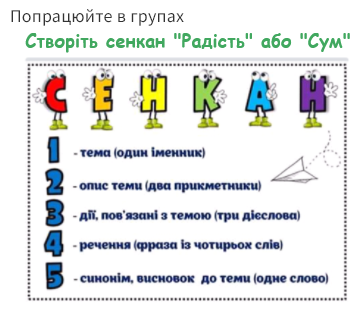 Попрацюйте в групах
Створіть сенкан "Радість" або "Сум"
СЕНКАН
1 - тема (один іменник)
2 - опис теми (два прикметники)
3 - дії, пов'язані з темою (три дієслова)
4 - речення (фраза із чотирьох слів)
5 - синонім, висновок до теми (одне слово)